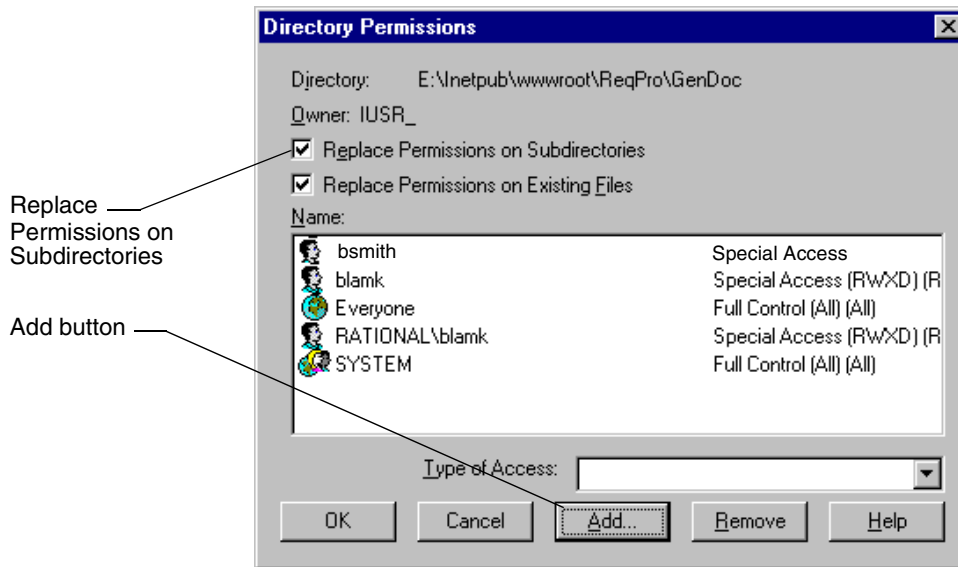 Directory Permissions
Directory: E:\Inetpub\wwwroot\ReqPro\GenDoc
Owner: IUSR_
Replace Permissions on Subdirectories
Replace Permissions on Existing Files
Name:
bsmith Special Access
blamk Special Access (RWXD) (R
Everyone Full Control (All) (All)
RATIONAL\blamk Special Access (RWXD) (R
SYSTEM Full Control (All) (All)
Type of Access:
OK Cancel Add... Remove Help
Replace
Permissions on
Subdirectories
Add button